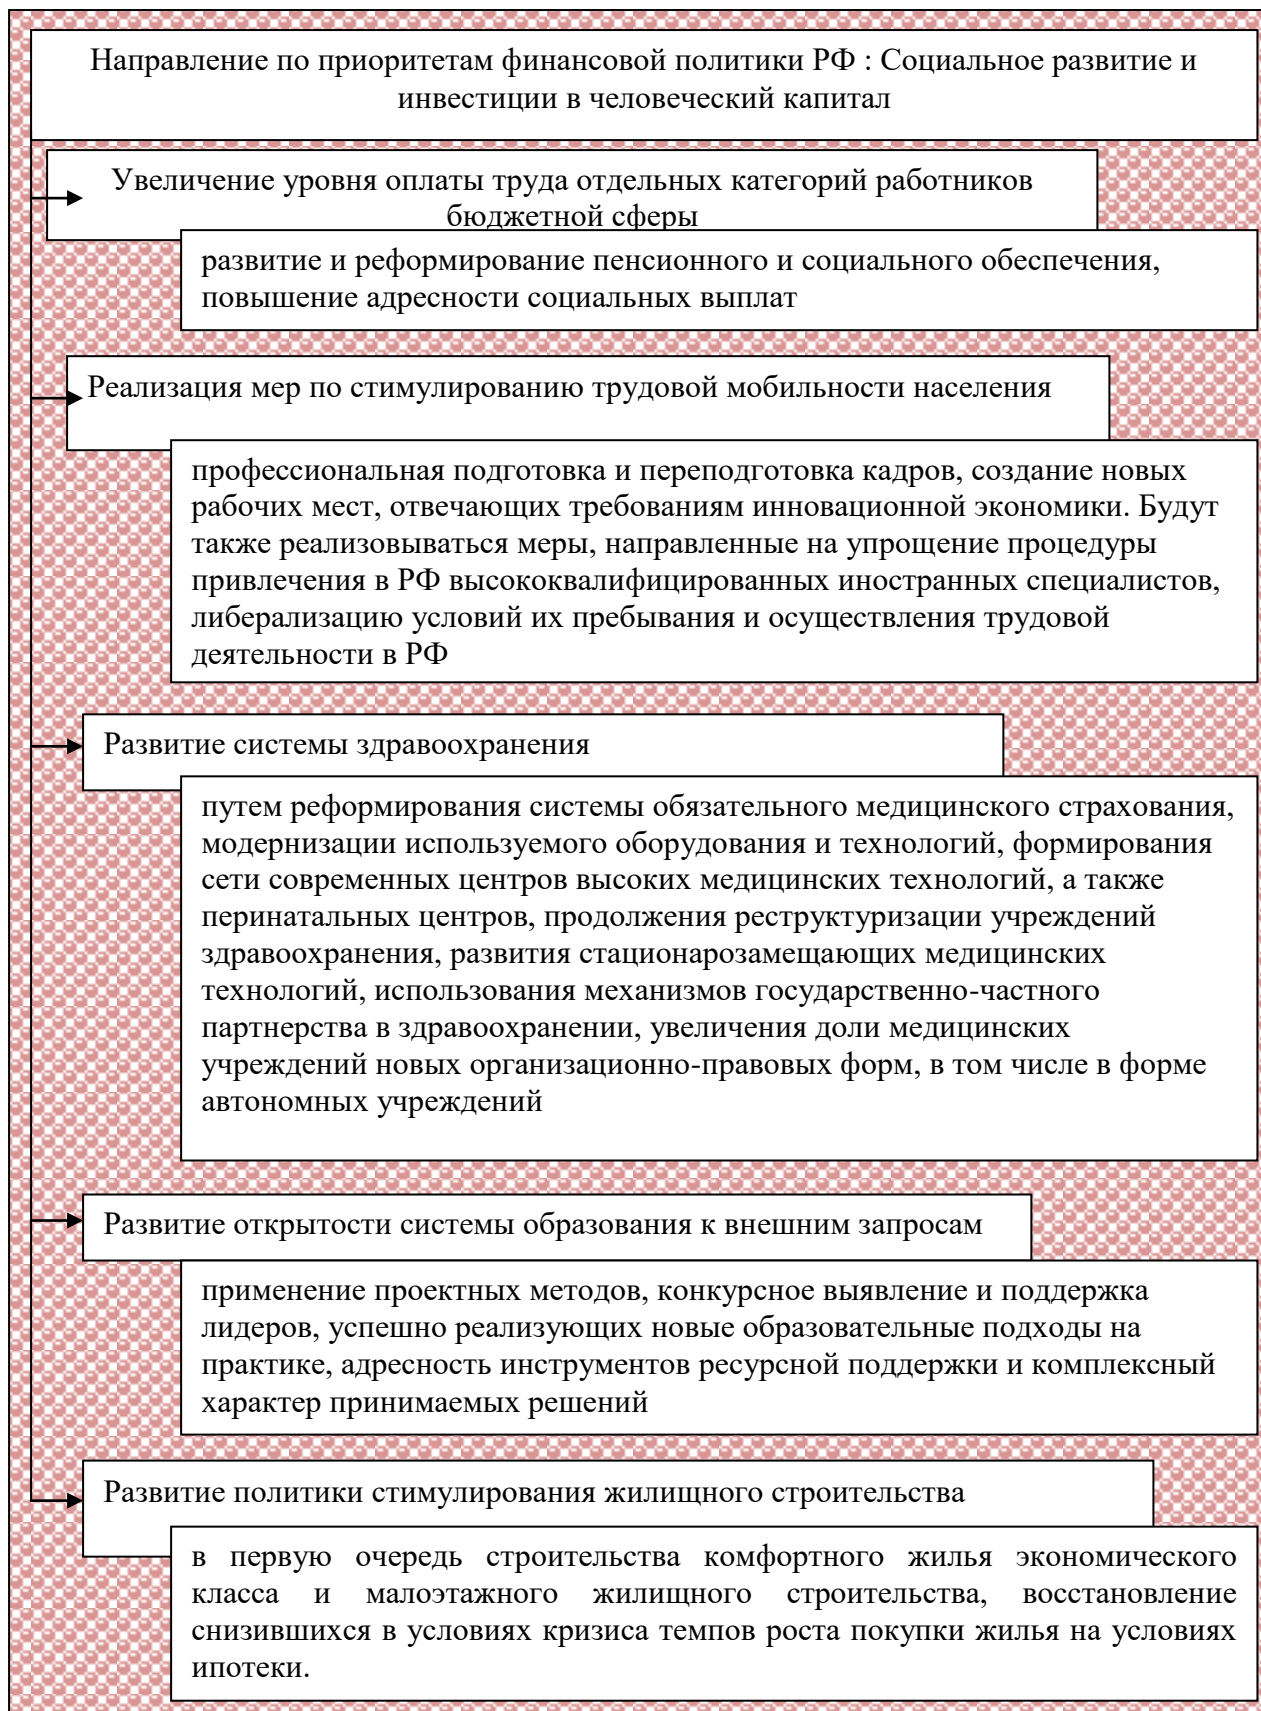 Направление по приоритетам финансовой политики РФ : Социальное развитие и
инвестиции в человеческий капитал
Увеличение уровня оплаты труда отдельных категорий работников
бюджетной сферы
развитие и реформирование пенсионного и социального обеспечения,
повышение адресности социальных выплат
Реализация мер по стимулированию трудовой мобильности населения
профессиональная подготовка и переподготовка кадров, создание новых
рабочих мест, отвечающих требованиям инновационной экономики. Будут
также реализовываться меры, направленные на упрощение процедуры
привлечения в РФ высококвалифицированных иностранных специалистов,
либерализацию условий их пребывания и осуществления трудовой
деятельности в РФ
Развитие системы здравоохранения
путем реформирования системы обязательного медицинского страхования,
модернизации используемого оборудования и технологий, формирования
сети современных центров высоких медицинских технологий, а также
перинатальных центров, продолжения реструктуризации учреждений
здравоохранения, развития стационарозамещающих медицинских
технологий, использования механизмов государственно-частного
партнерства в здравоохранении, увеличения доли медицинских
учреждений новых организационно-правовых форм, в том числе в форме
автономных учреждений
Развитие открытости системы образования к внешним запросам
применение проектных методов, конкурсное выявление и поддержка
лидеров, успешно реализующих новые образовательные подходы на
практике, адресность инструментов ресурсной поддержки и комплексный
характер принимаемых решений
Развитие политики стимулирования жилищного строительства
в первую очередь строительства комфортного жилья экономического
класса и малоэтажного жилищного строительства, восстановление
снизившихся в условиях кризиса темпов роста покупки жилья на условиях
ипотеки.